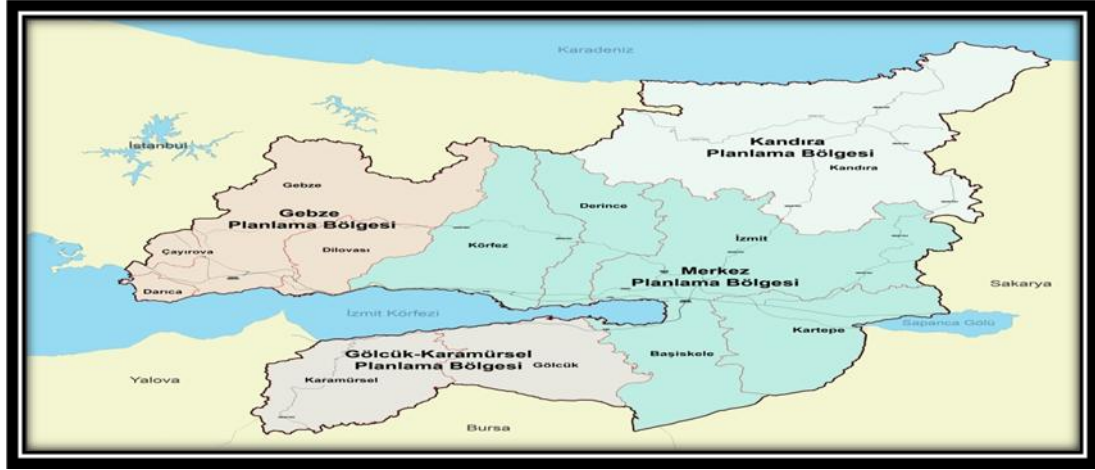 Karadeniz
İstanbul
Kandıra
Planlama Bölgesi
Kandıra
Gebze
Gebze
Planlama Bölgesi
Derince
Çayırova
Dilovası
Körfez
İzmit
Merkez
Planlama Bölgesi
Darıca
Sakarya
İzmit Körfezi
Kartepe
Sapanca Gölü
Gölcük-Karamürsel
Planlama Bölgesi
Gölcük
Başiskele
Karamürsel
Yalova
Bursa